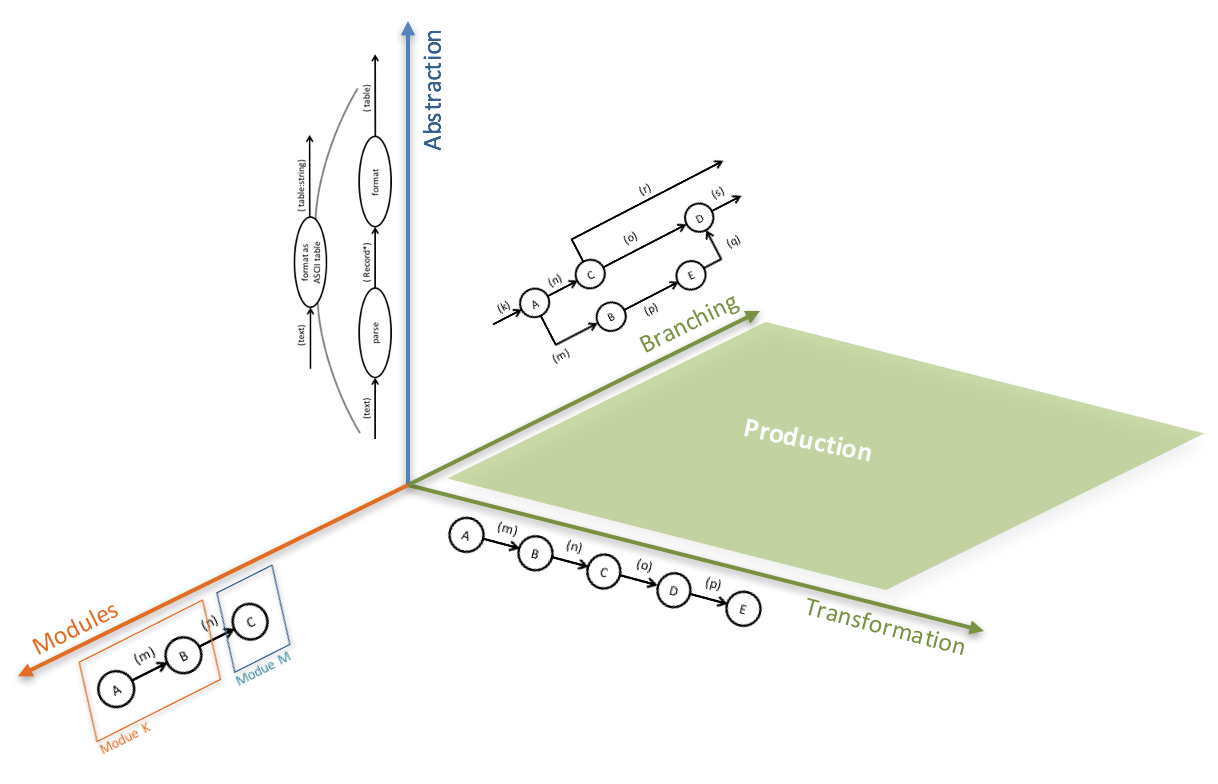 Abstraction
(table)
format
(Record*)
parse
(text)
(table:string)
format as
ASCII table
(text)
(r)
(s)
D
(o)
(q)
C
(n)
E
A
(k)
B
(p)
(m)
Branching
Production
A
(m)
B
(n)
C
(o)
D
(p)
E
Transformation
Modules
A
(m)
B
(n)
C
Modue M
Modue K